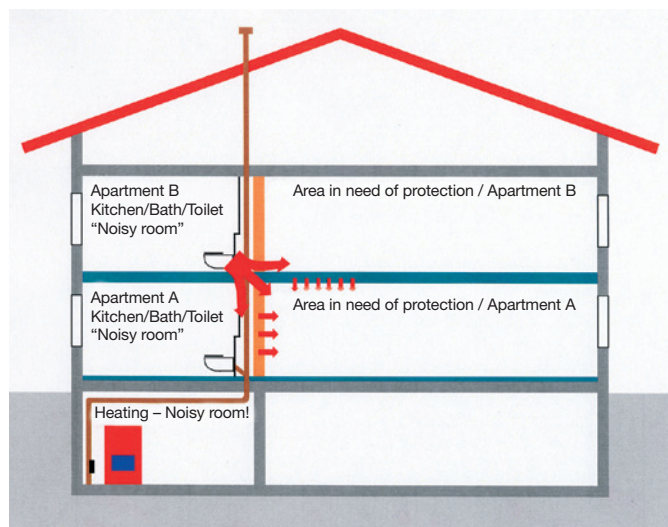 Apartment B
Kitchen/Bath/Toilet
“Noisy room”
Area in need of protection / Apartment B
Apartment A
Kitchen/Bath/Toilet
“Noisy room”
Area in need of protection / Apartment A
Heating – Noisy room!